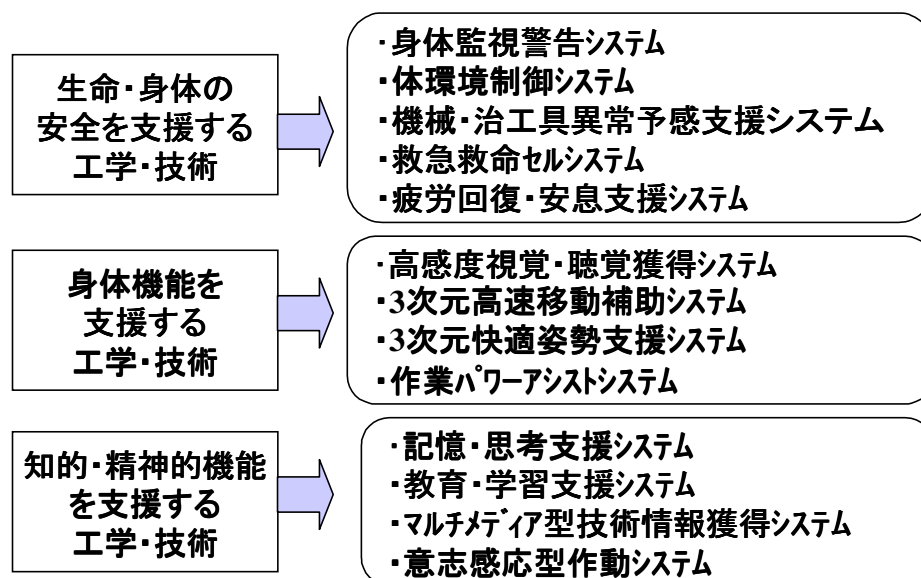 生命・身体の
安全を支援する
工学・技術
・身体監視警告システム
・体環境制御システム
・機械・治工具異常予感支援システム
・救急救命セルシステム
・疲労回復・安息支援システム
身体機能を
支援する
工学・技術
・高感度視覚・聴覚獲得システム
・3次元高速移動補助システム
・3次元快適姿勢支援システム
・作業パワーアシストシステム
知的・精神的機能
を支援する
工学・技術
・記憶・思考支援システム
・教育・学習支援システム
・マルチメディア型技術情報獲得システム
・意志感応型作動システム